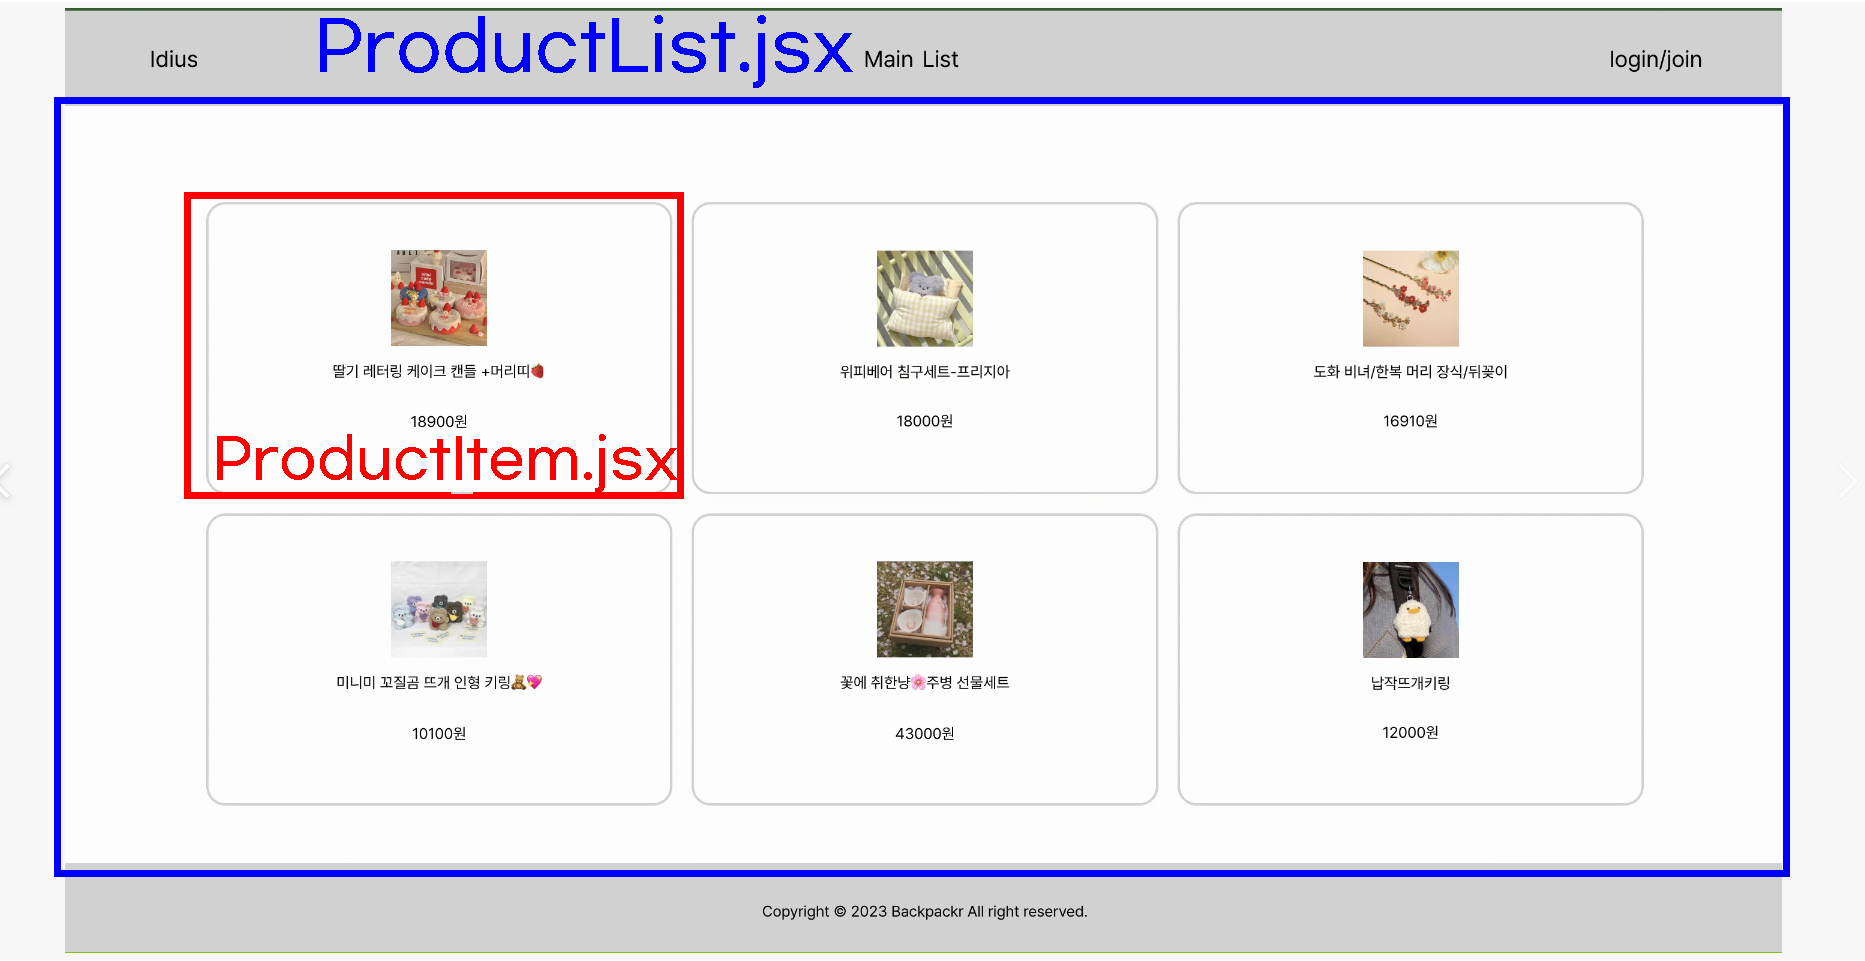 Idius
ProductList.jsx
Main List
login/join
딸기 레터링 케이크 캔들 +머리띠🍓
18900원
ProductItem.jsx
위피베어 침구세트-프리지아
18000원
도화 비녀/한복 머리 장식/뒤꽂이
16910원
미니미 꼬질곰 뜨개 인형 키링🧸💖
10100원
꽃에 취한냥🌸주병 선물세트
43000원
납작뜨개키링
12000원
Copyright © 2023 Backpackr All right reserved.